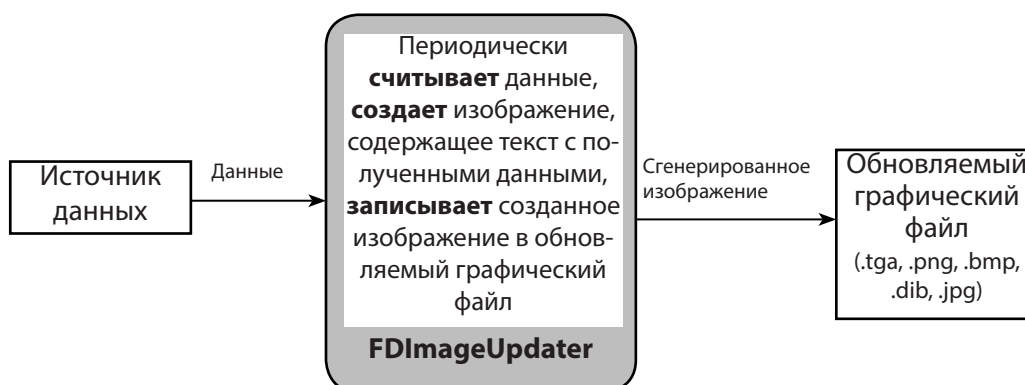 Источник
данных
Данные
Периодически
считывает данные,
создает изображение,
содержащее текст с по-
лученными данными,
записывает созданное
изображение в обнов-
ляемый графический
файл
FDImageUpdater
Сгенерированное
изображение
Обновляемый
графический
файл
(.tga, .png, .bmp,
.dib, .jpg)